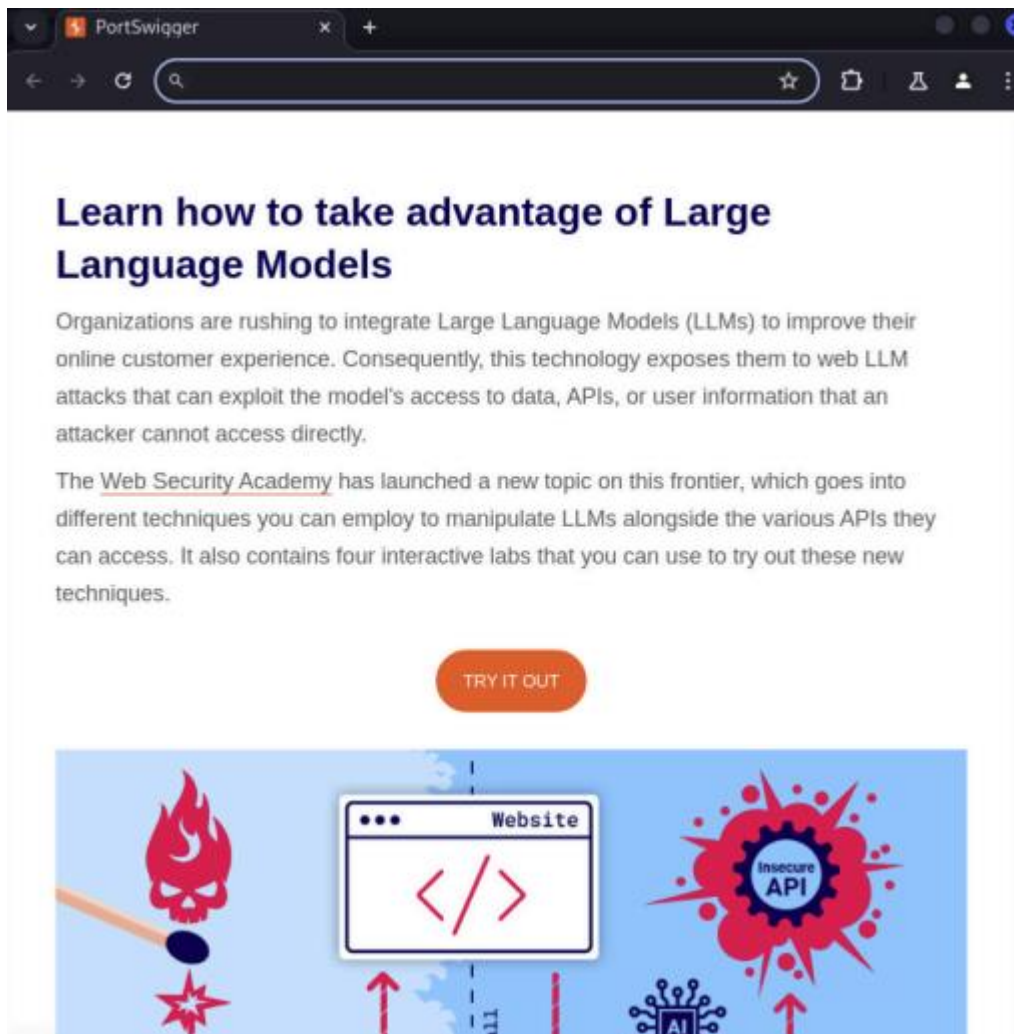 PortSwigger
Learn how to take advantage of Large
Language Models
Organizations are rushing to integrate Large Language Models (LLMs) to improve their
online customer experience. Consequently, this technology exposes them to web LLM
attacks that can exploit the model's access to data, APIs, or user information that an
attacker cannot access directly.
The Web Security Academy has launched a new topic on this frontier, which goes into
different techniques you can employ to manipulate LLMs alongside the various APIs they
can access. It also contains four interactive labs that you can use to try out these new
techniques.
TRY IT OUT
Website
</>
Insecure
API
AI